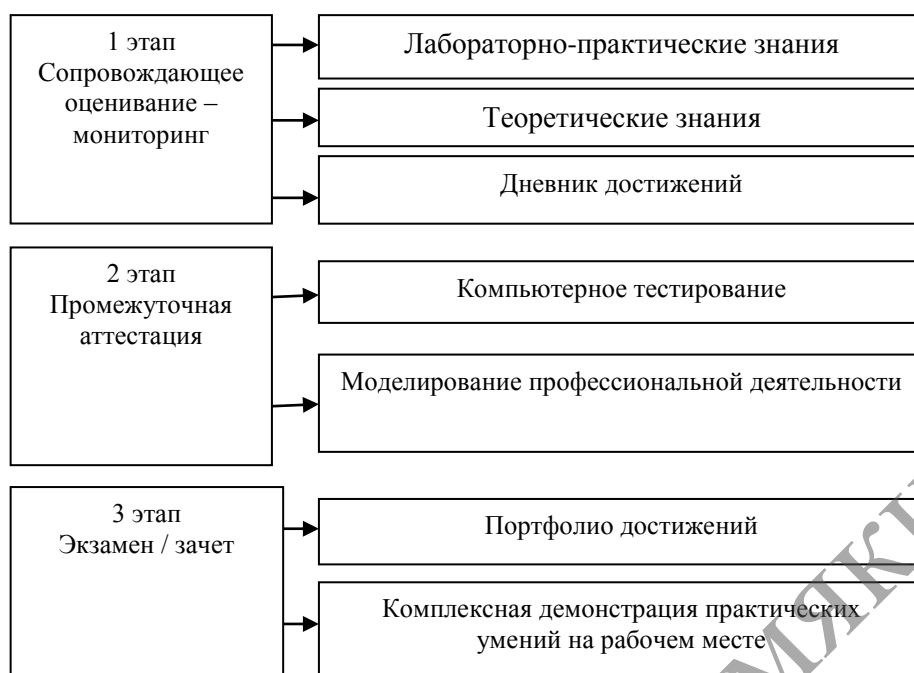 1 этап
Сопровождающее
оценивание –
мониторинг
Лабораторно-практические знания
Теоретические знания
Дневник достижений
2 этап
Промежуточная
аттестация
Компьютерное тестирование
Моделирование профессиональной деятельности
3 этап
Экзамен / зачет
Портфолио достижений
Комплексная демонстрация практических
умений на рабочем месте